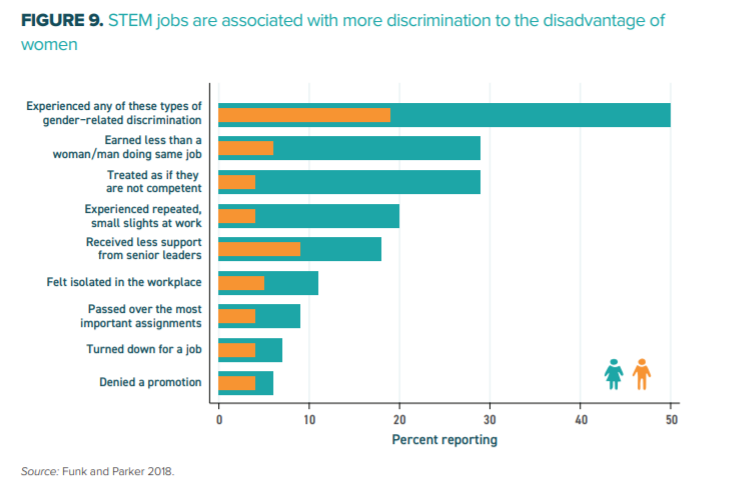 FIGURE 9. STEM jobs are associated with more discrimination to the disadvantage of
women
Experienced any of these types of
gender-related discrimination
Earned less than a
woman/man doing same job
Treated as if they
are not competent
Experienced repeated,
small slights at work
Received less support
from senior leaders
Felt isolated in the workplace
Passed over the most
important assignments
Turned down for a job
Denied a promotion
0 10 20 30 40 50
Percent reporting
Source: Funk and Parker 2018.